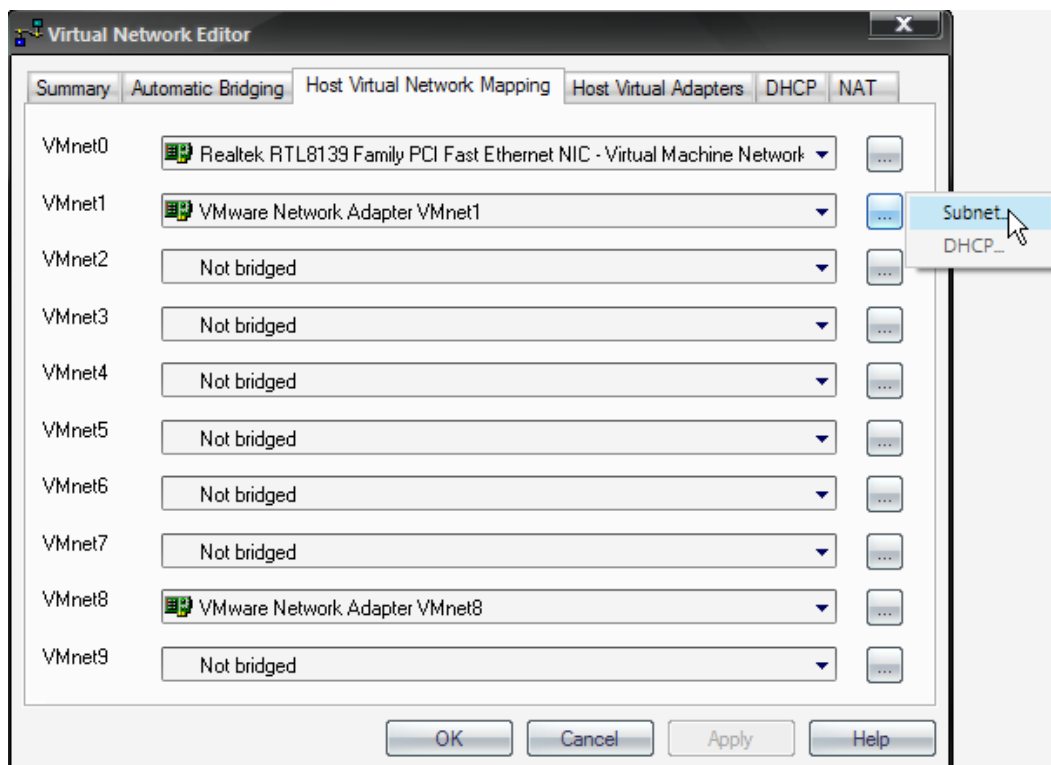 Virtual Network Editor
x
Summary Automatic Bridging Host Virtual Network Mapping Host Virtual Adapters DHCP NAT
VMnet0 Realtek RTL8139 Family PCI Fast Ethernet NIC - Virtual Machine Network ...
VMnet1 VMware Network Adapter VMnet1 ... Subnet...
DHCP...
VMnet2 Not bridged ...
VMnet3 Not bridged ...
VMnet4 Not bridged ...
VMnet5 Not bridged ...
VMnet6 Not bridged ...
VMnet7 Not bridged ...
VMnet8 VMware Network Adapter VMnet8 ...
VMnet9 Not bridged ...
OK Cancel Apply Help